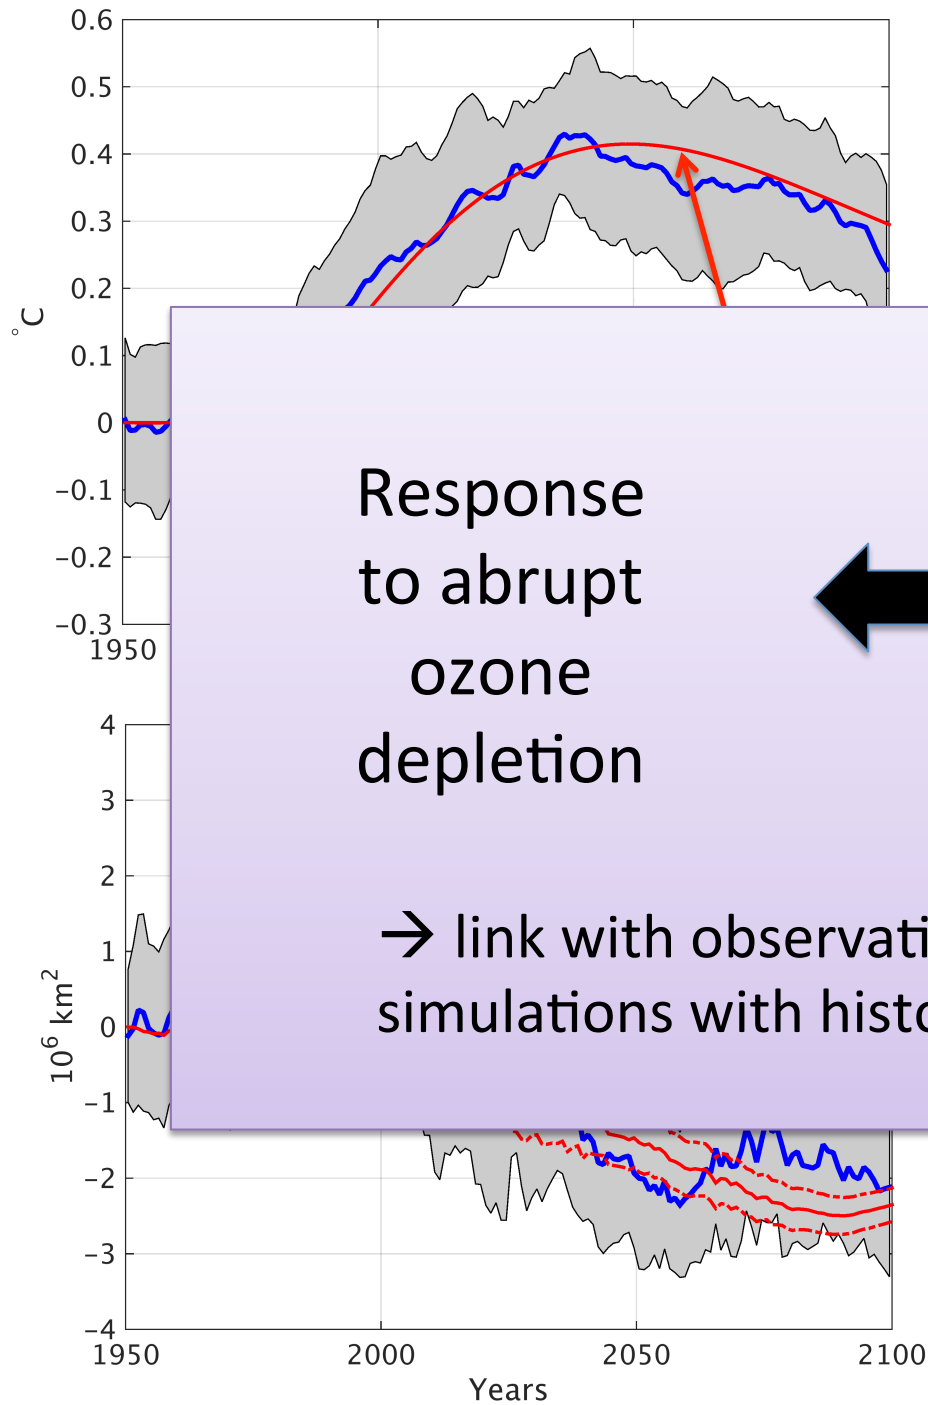 0.6
0.5
0.4
0.3
0.2
0.1
0
−0.1
−0.2
−0.3
°C
1950
Response
to abrupt
ozone
depletion
→ link with observati
simulations with histo
4
3
2
1
0
−1
−2
−3
−4
10⁶ km²
1950 2000 2050 2100
Years